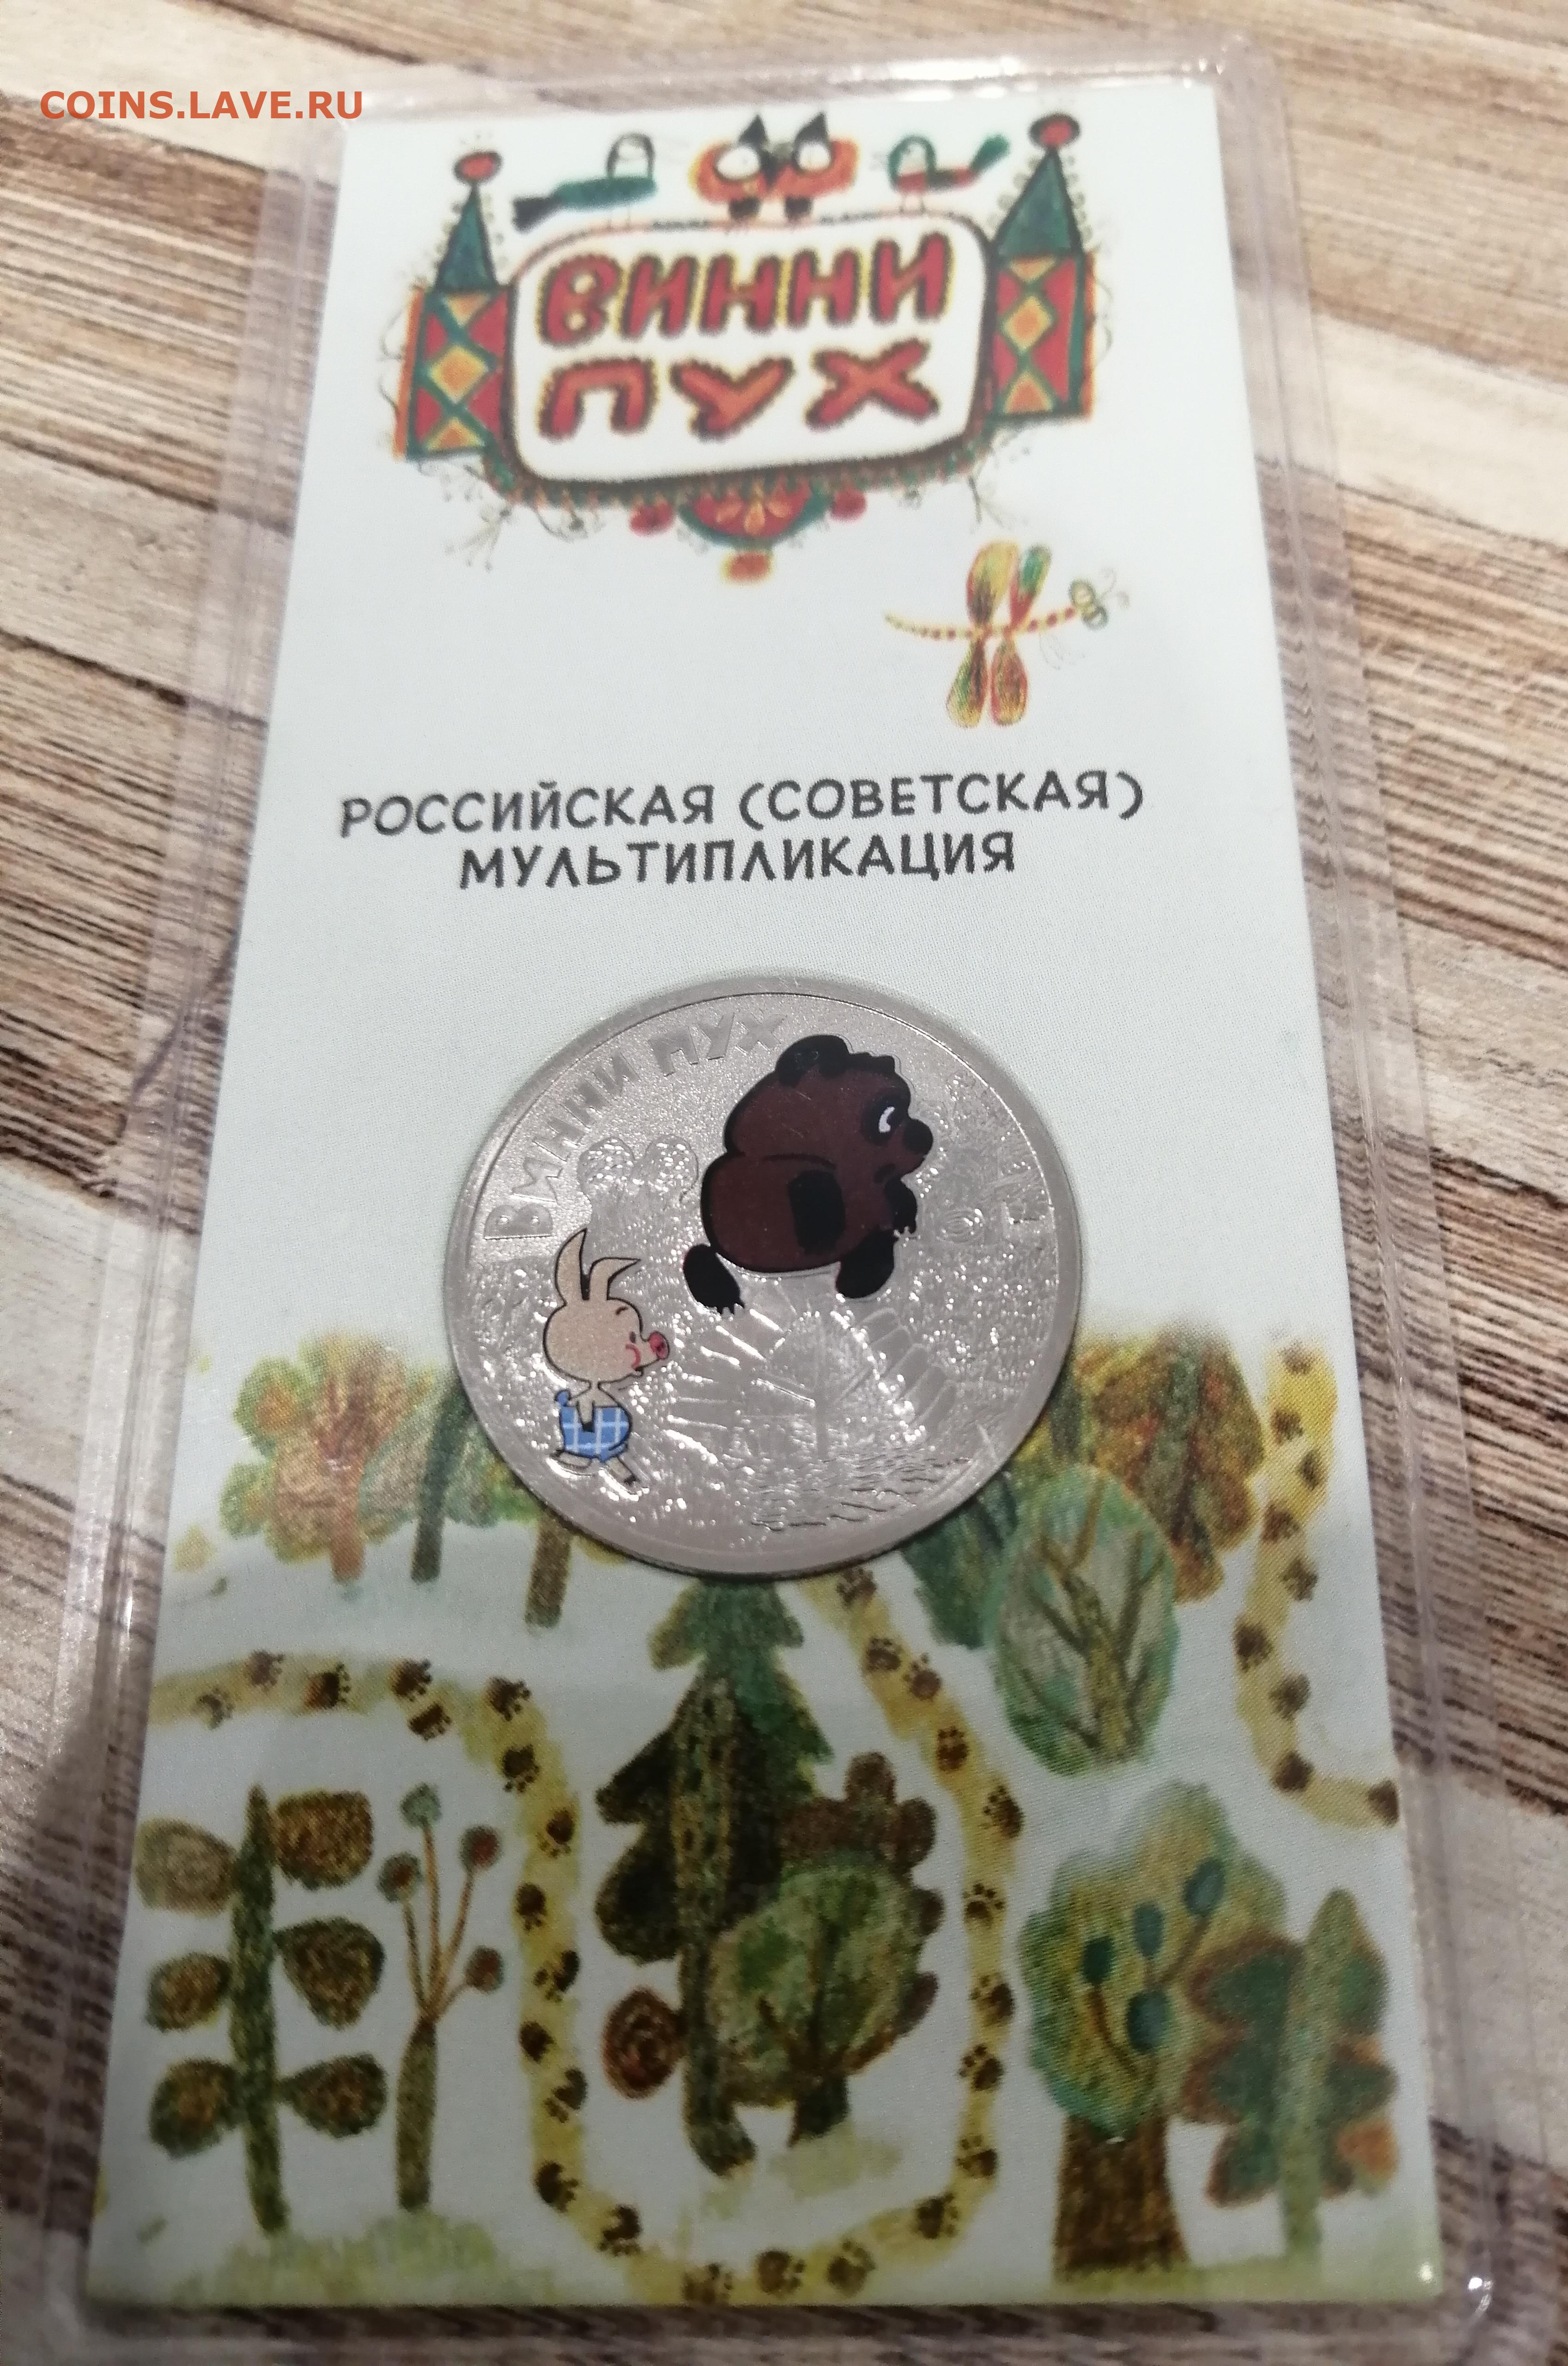 COINS.LAVE.RU
ВИННИ
ПУХ
РОССИЙСКАЯ (СОВЕТСКАЯ)
МУЛЬТИПЛИКАЦИЯ
ВИННИ ПУХ